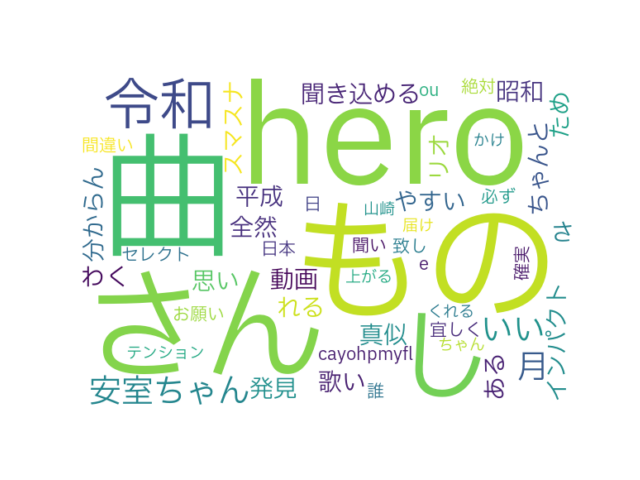 令和
スマスナ
聞き込める
ou
絶対
昭和
ため
hero
間違い
曲
リオ
かけ
ちゃんと
分からん
平成
日
山崎
やすい
必ず
さ
全然
届け
もの
セレクト
日本
聞い
致し
e
確実
わく
思い
動画
上がる
さん
お願い
れる
くれる
インパクト
真似
宜しく
いい
テンション
cayohpmyfl
ちゃん
し
月
ある
安室ちゃん
発見
歌い
誰